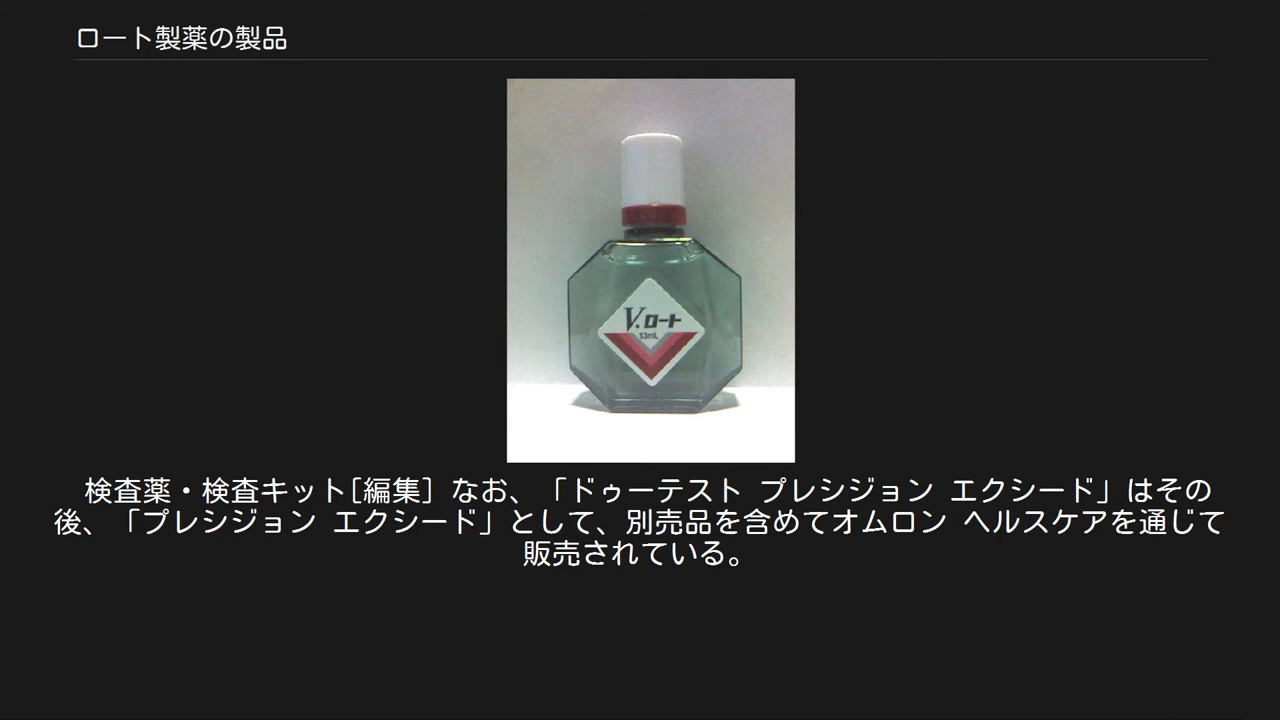 ロート製薬の製品
V.ロート
13mL
検査薬・検査キット[編集] なお、「ドゥーテスト プレシジョン エクシード」はその
後、「プレシジョン エクシード」として、別売品を含めてオムロン ヘルスケアを通じて
販売されている。